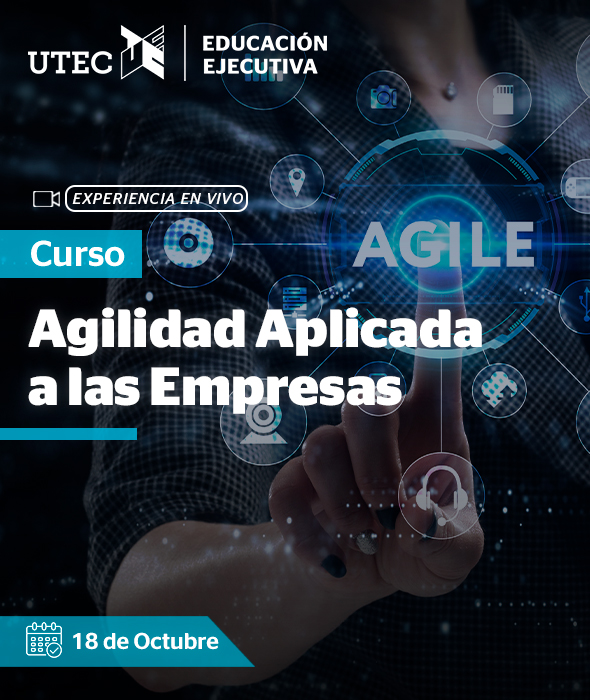 UTEC
EDUCACIÓN
EJECUTIVA
EXPERIENCIA EN VIVO
Curso
AGILE
Agilidad Aplicada
a las Empresas
18 de Octubre